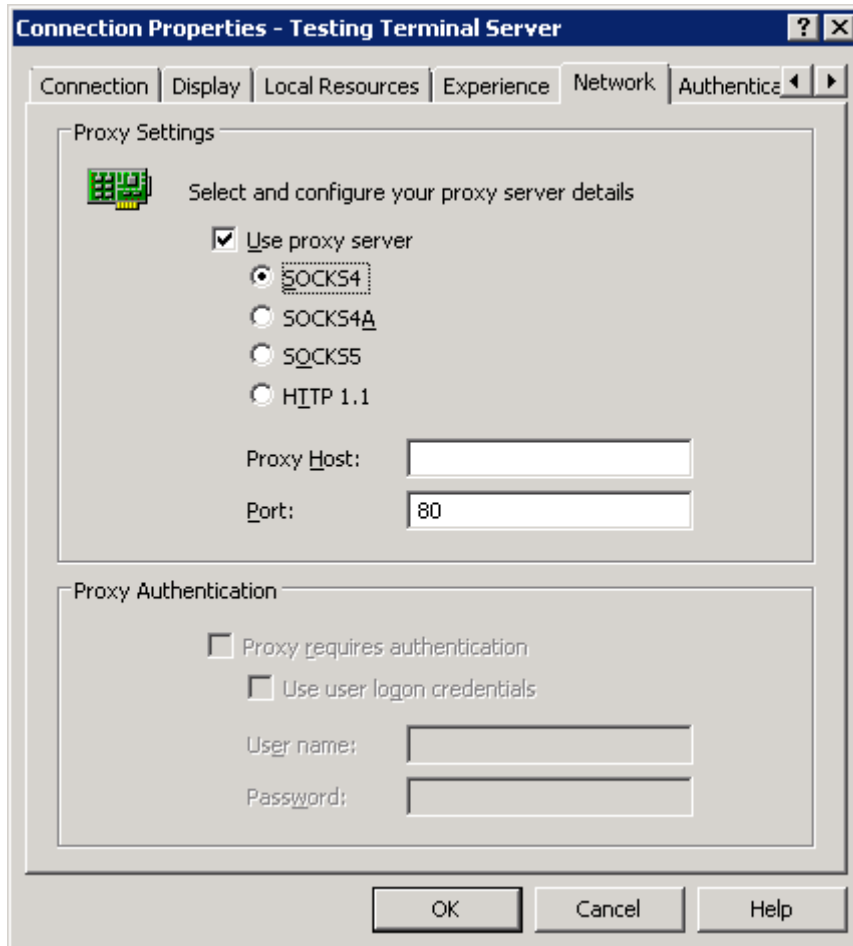 Connection Properties - Testing Terminal Server
Connection Display Local Resources Experience Network Authentica
Proxy Settings
Select and configure your proxy server details
Use proxy server
SOCKS4
SOCKS4A
SOCKS5
HTTP 1.1
Proxy Host:
Port: 80
Proxy Authentication
Proxy requires authentication
Use user logon credentials
User name:
Password:
OK Cancel Help